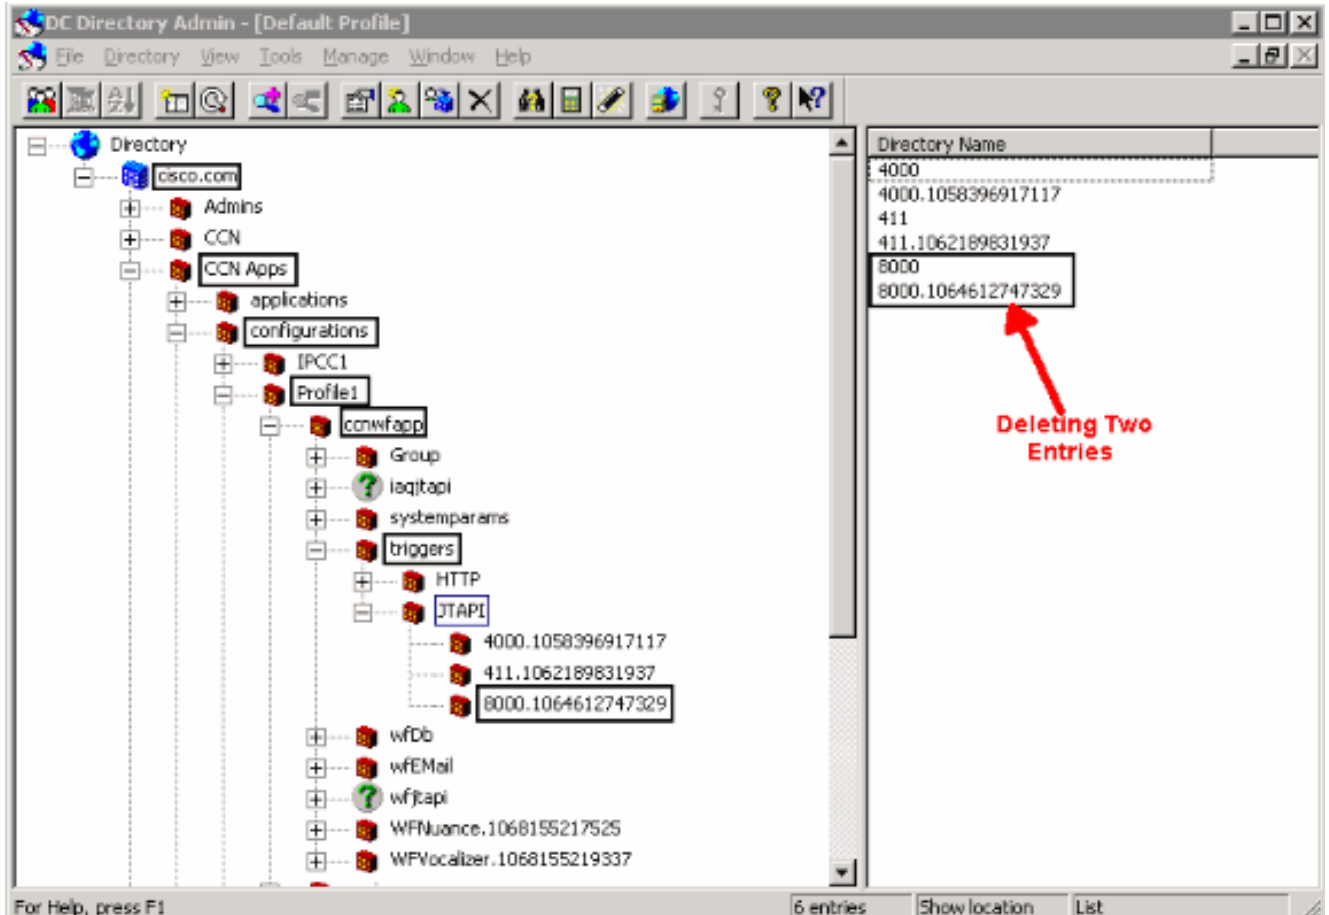 DC Directory Admin - [Default Profile]
File Directory View Tools Manage Window Help
Directory
cisco.com
Admins
CCN
CCN Apps
applications
configurations
IPCC1
Profile1
ccnwfapp
Group
iaqjtapi
systemparams
triggers
HTTP
JTAPI
4000.1058396917117
411.1062189831937
8000.1064612747329
wfDb
wfEMail
wfjtapi
WFNuance.1068155217525
WFVocalizer.1068155219337
Directory Name
4000
4000.1058396917117
411
411.1062189831937
8000
8000.1064612747329
Deleting Two
Entries
For Help, press F1
6 entries
Show location
List